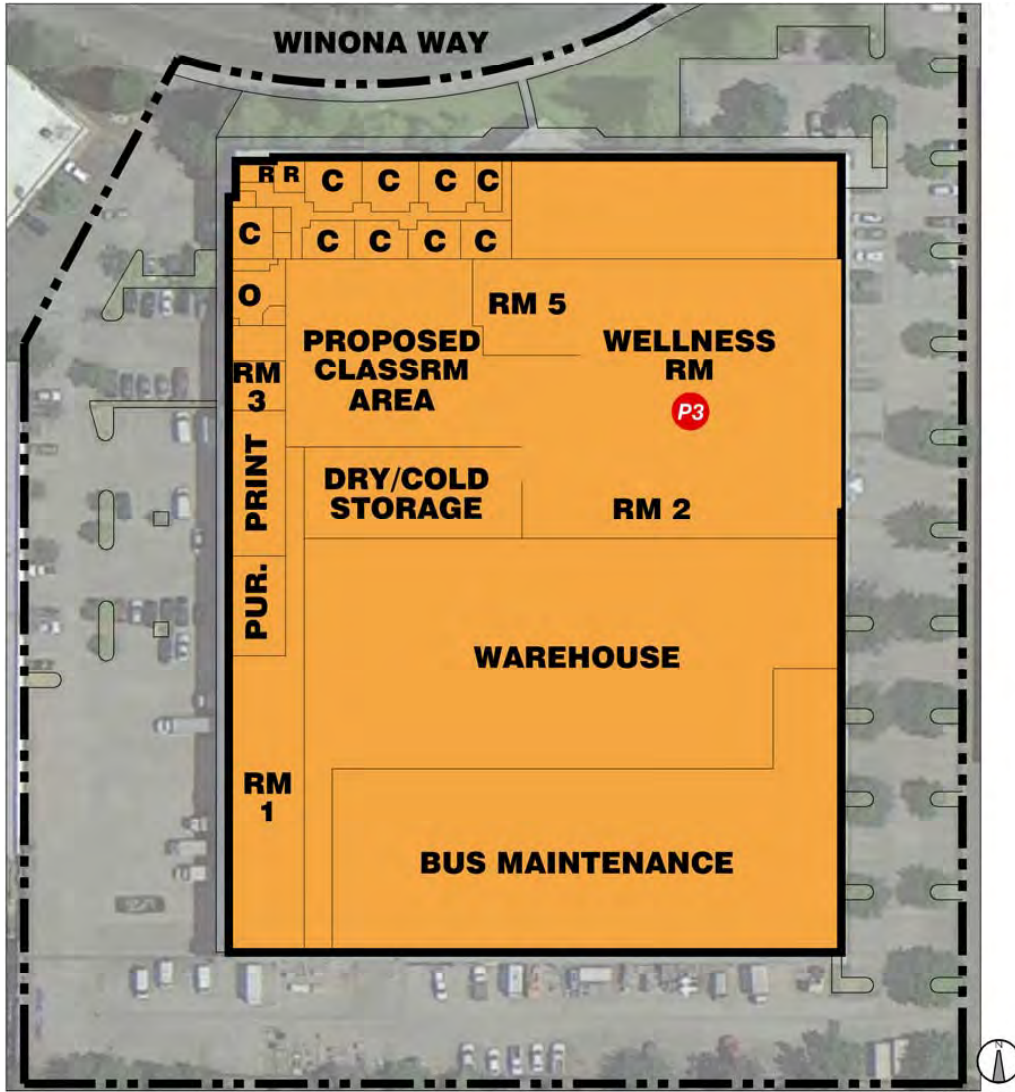 WINONA WAY
R R
C C C C
C
C C C C
O
RM 5
PROPOSED
CLASSRM
AREA
WELLNESS
RM
P3
RM
3
PRINT
DRY/COLD
STORAGE
RM 2
PUR.
WAREHOUSE
RM
1
BUS MAINTENANCE
N